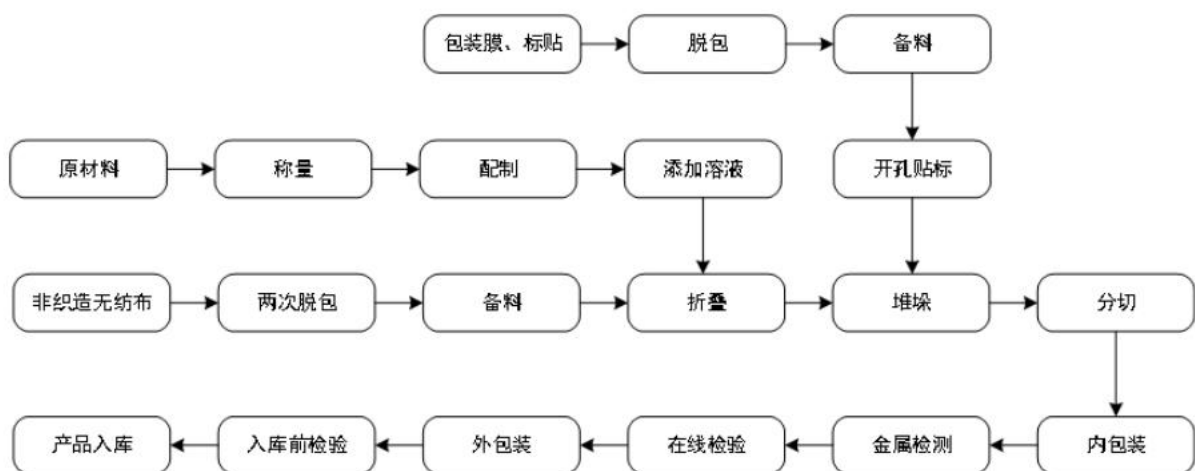 包装膜、标贴
脱包
备料
原材料
称量
配制
添加溶液
开孔贴标
非织造无纺布
两次脱包
备料
折叠
堆垛
分切
产品入库
入库前检验
外包装
在线检验
金属检测
内包装